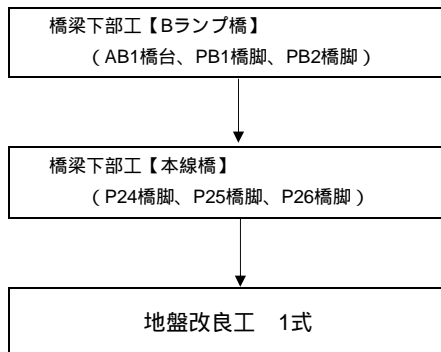 橋梁下部工【Bランプ橋】
（AB1橋台、PB1橋脚、PB2橋脚）
橋梁下部工【本線橋】
（P24橋脚、P25橋脚、P26橋脚）
地盤改良工　1式